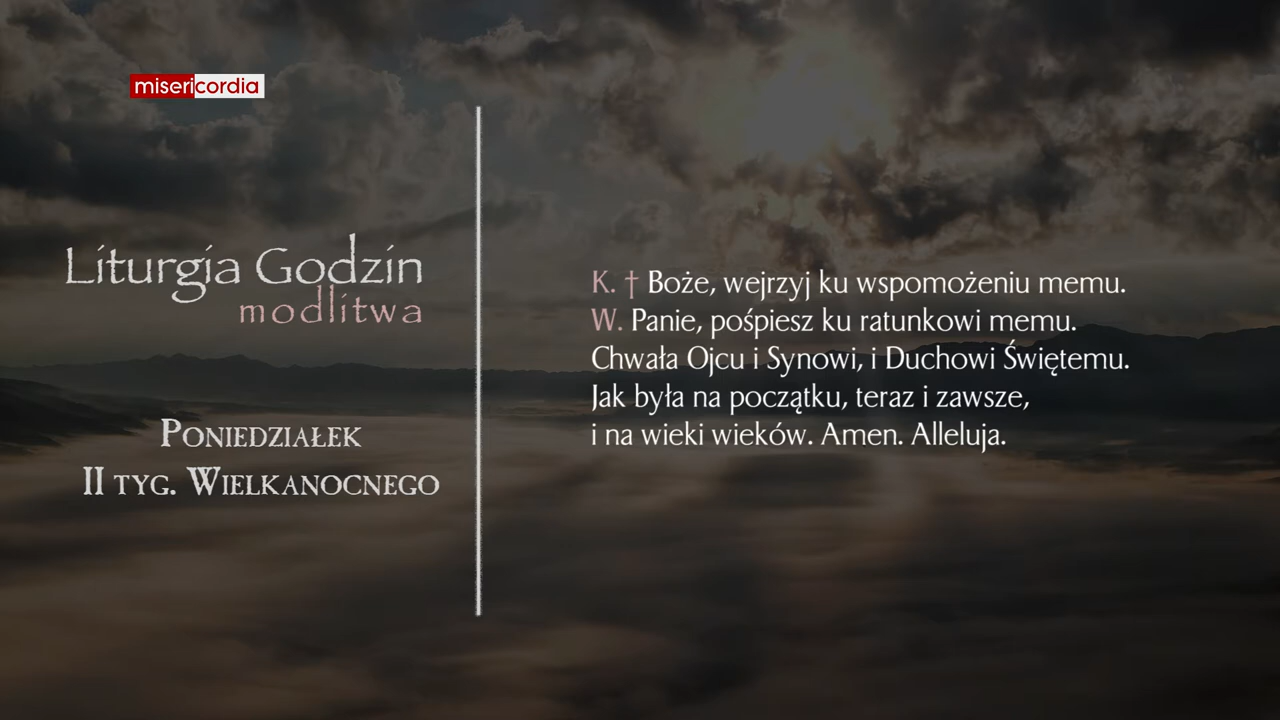 misericordia
Liturgia Godzin
modlitwa
Poniedziałek
II tyg. Wielkanocnego
K. † Boże, wejrzyj ku wspomożeniu memu.
W. Panie, pośpiesz ku ratunkowi memu.
Chwała Ojcu i Synowi, i Duchowi Świętemu.
Jak była na początku, teraz i zawsze,
i na wieki wieków. Amen. Alleluja.